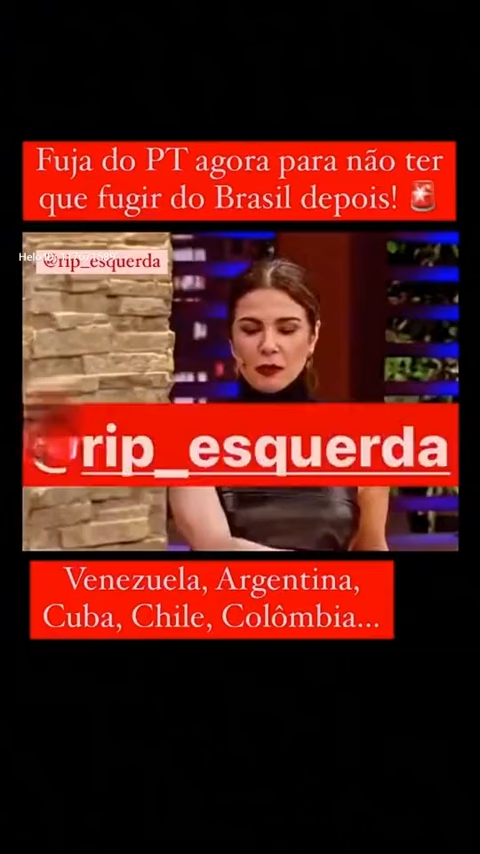 Fuja do PT agora para não ter
que fugir do Brasil depois! 🚨
@rip_esquerda
@rip_esquerda
Venezuela, Argentina,
Cuba, Chile, Colômbia...